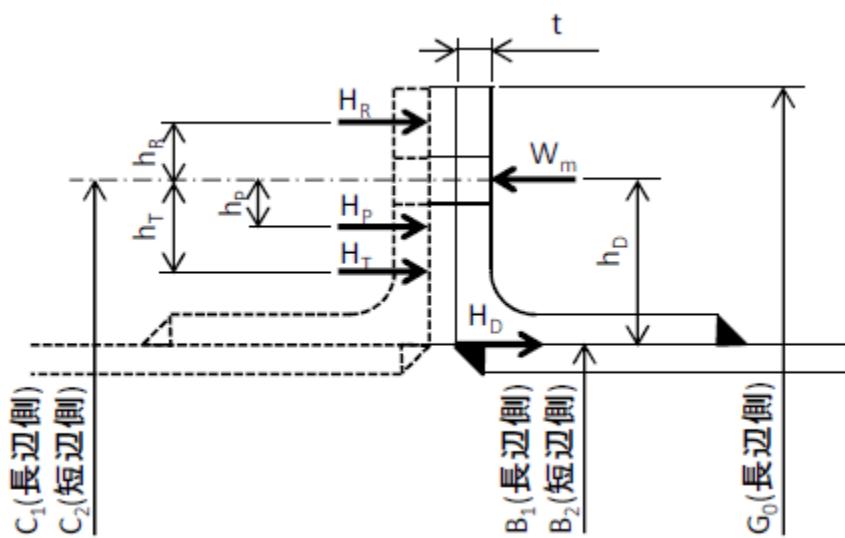 t
H_R
h_R
W_m
h_P
H_P
h_T
H_T
h_D
H_D
C_1(長辺側)
C_2(短辺側)
B_1(長辺側)
B_2(短辺側)
G_0(長辺側)